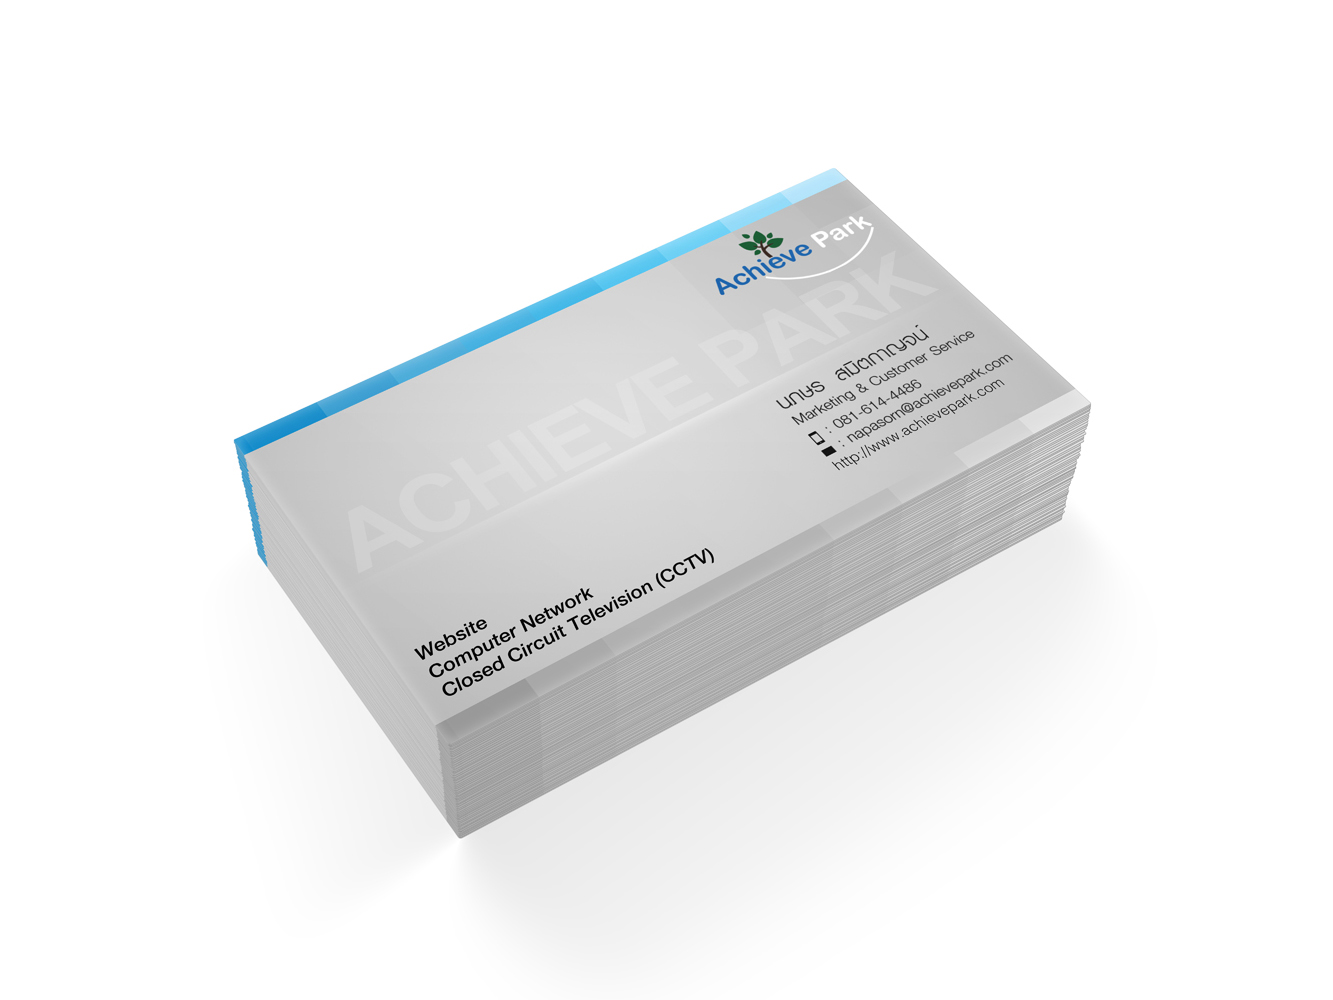 Achieve Park
ACHIEVE PARK
นภษร สมิตกาญจน์
Marketing & Customer Service
: 081-614-4486
: napasorn@achievepark.com
http://www.achievepark.com
Website
Computer Network
Closed Circuit Television (CCTV)